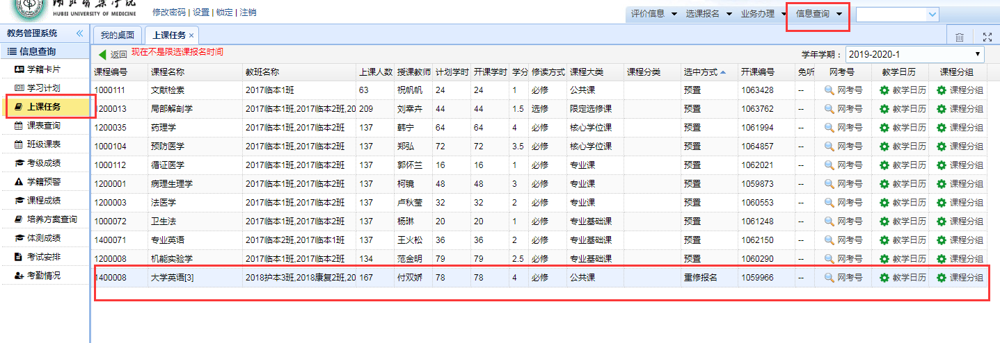 湖北医药学院
HUBEI UNIVERSITY OF MEDICINE
修改密码 | 设置 | 锁定 | 注销
评价信息 选课报名 业务办理 信息查询
教务管理系统
我的桌面 上课任务 ×
信息查询
返回 现在不是限选课报名时间 学年学期： 2019-2020-1
学籍卡片
学习计划
上课任务
课表查询
班级课表
考级成绩
学籍预警
课程成绩
培养方案查询
体测成绩
考试安排
考勤情况
课程编号 课程名称 教班名称 上课人数 授课教师 计划学时 开课学时 学分 修读方式 课程大类 课程分类 选中方式 开课编号 免听 网考号 教学日历 课程分组
1000111 文献检索 2017临本1班 63 祝帆帆 24 24 1 必修 公共课 预置 1063428 -- 网考号 教学日历 课程分组
1200013 局部解剖学 2017临本1班,2017临本2班,20 209 刘幸卉 44 44 1.5 选修 限定选修课 预置 1063762 -- 网考号 教学日历 课程分组
1200035 药理学 2017临本1班,2017临本2班 137 韩宁 64 64 4 必修 核心学位课 预置 1061994 -- 网考号 教学日历 课程分组
1000104 预防医学 2017临本1班,2017临本2班 137 郑弘 72 72 3.5 必修 核心学位课 预置 1064857 -- 网考号 教学日历 课程分组
1000112 循证医学 2017临本1班,2017临本2班 137 郭怀兰 16 16 1 必修 专业课 预置 1062021 -- 网考号 教学日历 课程分组
1200001 病理生理学 2017临本1班,2017临本2班 137 柯镜 48 48 3 必修 专业课 预置 1059873 -- 网考号 教学日历 课程分组
1200003 法医学 2017临本1班,2017临本2班 137 卢秋莹 32 32 2 必修 专业课 预置 1060553 -- 网考号 教学日历 课程分组
1000072 卫生法 2017临本1班,2017临本2班 137 杨琳 20 20 1 必修 专业基础课 预置 1061248 -- 网考号 教学日历 课程分组
1400071 专业英语 2017临本2班,2017临本1班 137 王火松 36 36 2 必修 专业基础课 预置 1062150 -- 网考号 教学日历 课程分组
1200008 机能实验学 2017临本1班,2017临本2班 134 范金明 79 79 2.5 必修 专业基础课 预置 1060290 -- 网考号 教学日历 课程分组
1400008 大学英语[3] 2018护本3班,2018康复2班,20 167 付双娇 78 78 4 必修 公共课 重修报名 1059966 -- 网考号 教学日历 课程分组